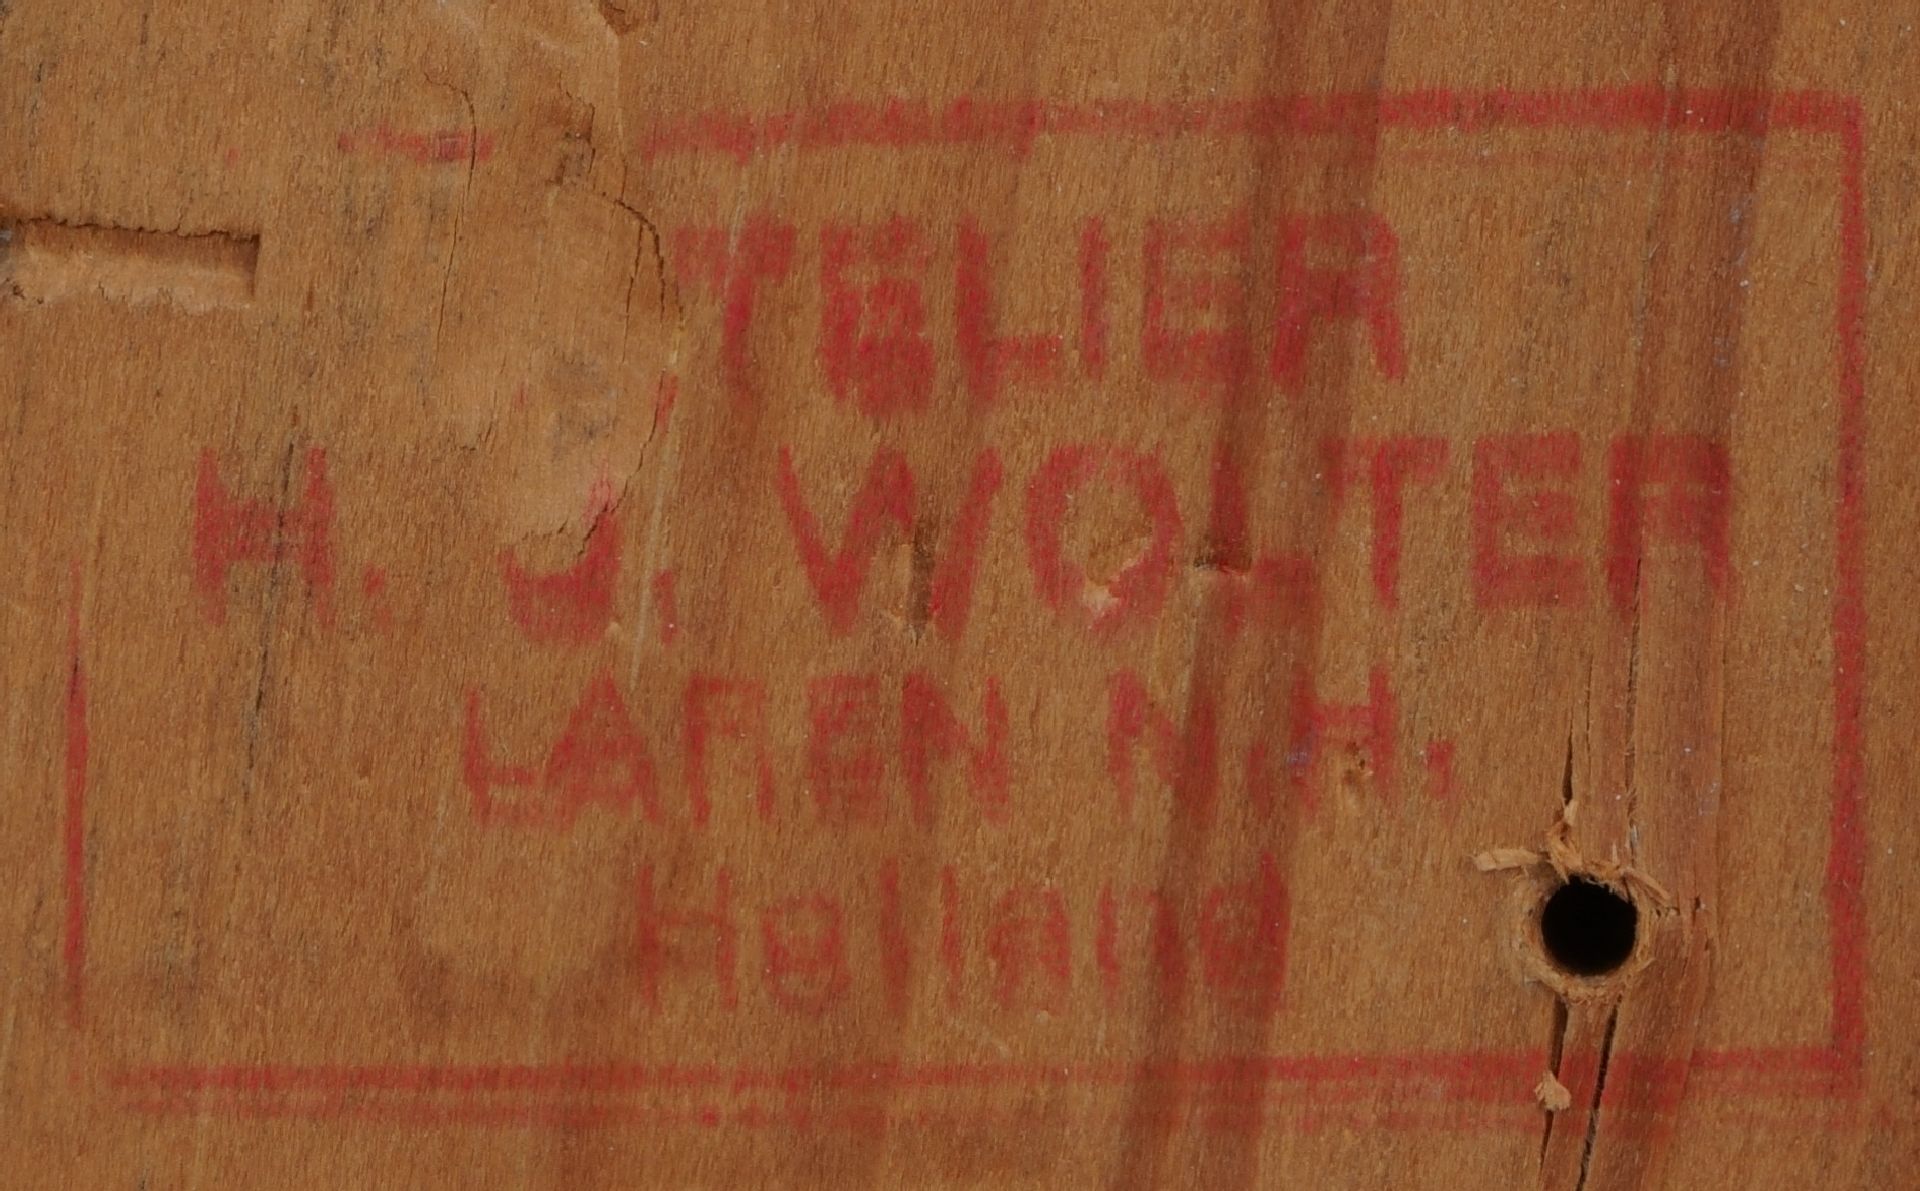 TELIER
H. J. WOLTER
LAREN N.H.
Holland